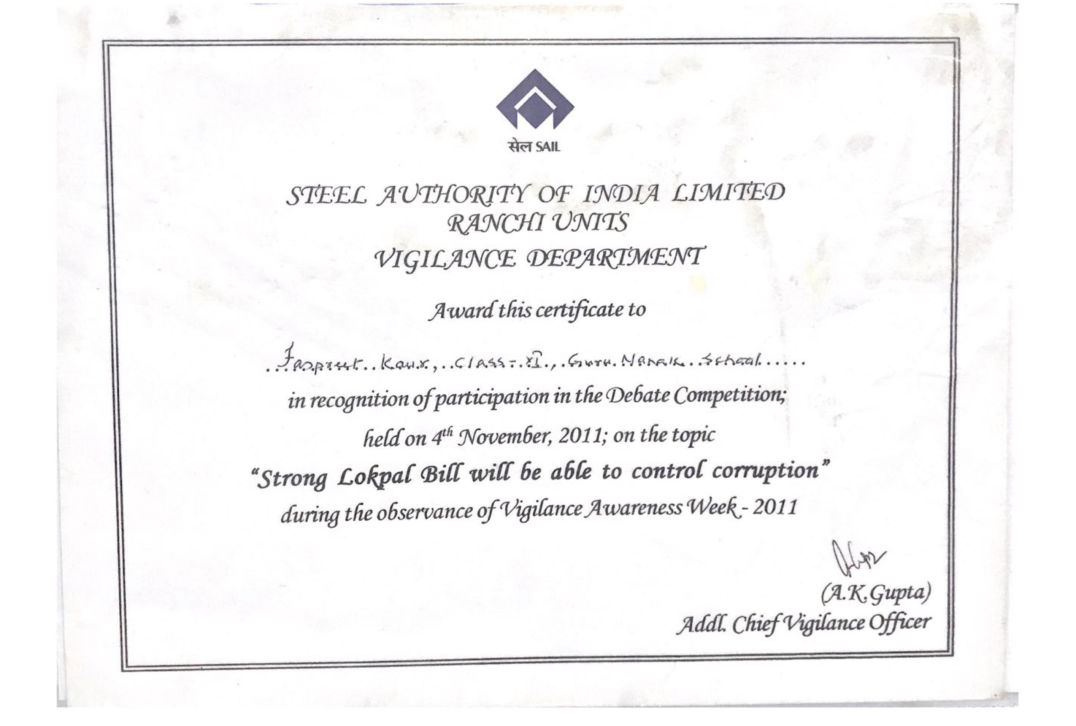 सेल SAIL
STEEL AUTHORITY OF INDIA LIMITED
RANCHI UNITS
VIGILANCE DEPARTMENT
Award this certificate to
Jaspreet Kaur, Class-XI, Guru Nanak School
in recognition of participation in the Debate Competition;
held on 4th November, 2011; on the topic
“Strong Lokpal Bill will be able to control corruption”
during the observance of Vigilance Awareness Week - 2011
(A.K.Gupta)
Addl. Chief Vigilance Officer